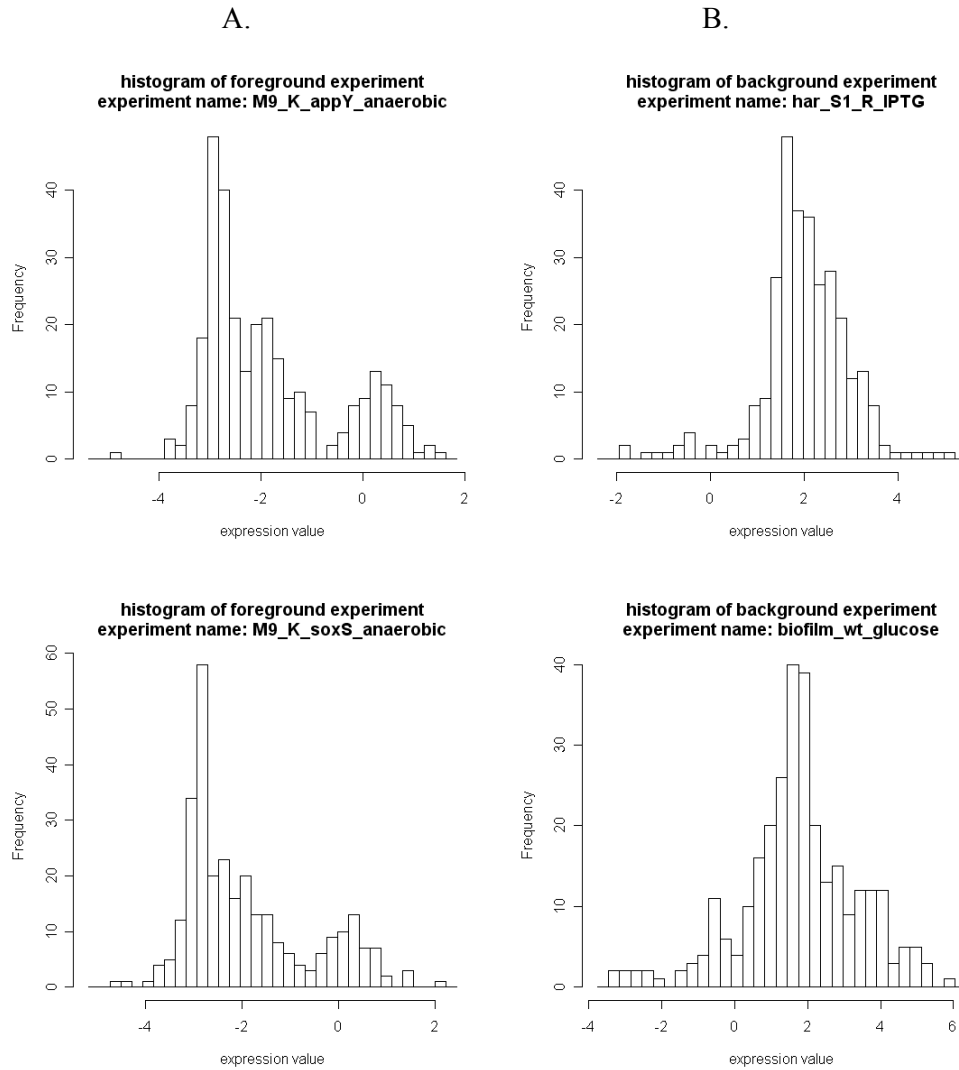 A.
B.
histogram of foreground experiment
experiment name: M9_K_appY_anaerobic
Frequency
0
10
20
30
40
-4
-2
0
2
expression value
histogram of background experiment
experiment name: har_S1_R_IPTG
Frequency
0
10
20
30
40
-2
0
2
4
expression value
histogram of foreground experiment
experiment name: M9_K_soxS_anaerobic
Frequency
0
10
20
30
40
50
60
-4
-2
0
2
expression value
histogram of background experiment
experiment name: biofilm_wt_glucose
Frequency
0
10
20
30
40
-4
-2
0
2
4
6
expression value